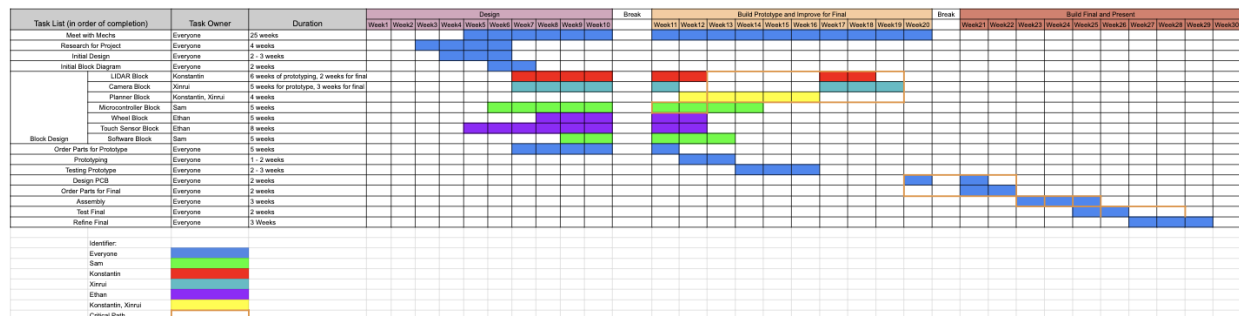 Design Break Build Prototype and Improve for Final Break Build Final and Present
Task List (in order of completion) Task Owner Duration Week1 Week2 Week3 Week4 Week5 Week6 Week7 Week8 Week9 Week10 Week11 Week12 Week13 Week14 Week15 Week16 Week17 Week18 Week19 Week20 Week21 Week22 Week23 Week24 Week25 Week26 Week27 Week28 Week29 Week30
Meet with Mechs Everyone 25 weeks
Research for Project Everyone 4 weeks
Initial Design Everyone 2 - 3 weeks
Initial Block Diagram Everyone 2 weeks
LIDAR Block Konstantin 6 weeks of prototyping, 2 weeks for final
Camera Block Xinrui 5 weeks for prototype, 3 weeks for final
Planner Block Konstantin, Xinrui 4 weeks
Microcontroller Block Sam 5 weeks
Wheel Block Ethan 5 weeks
Touch Sensor Block Ethan 8 weeks
Block Design Software Block Sam 5 weeks
Order Parts for Prototype Everyone 5 weeks
Prototyping Everyone 1 - 2 weeks
Testing Prototype Everyone 2 - 3 weeks
Design PCB Everyone 2 weeks
Order Parts for Final Everyone 2 weeks
Assembly Everyone 3 weeks
Test Final Everyone 2 weeks
Refine Final Everyone 3 Weeks
Identifier:
Everyone
Sam
Konstantin
Xinrui
Ethan
Konstantin, Xinrui
Critical Path